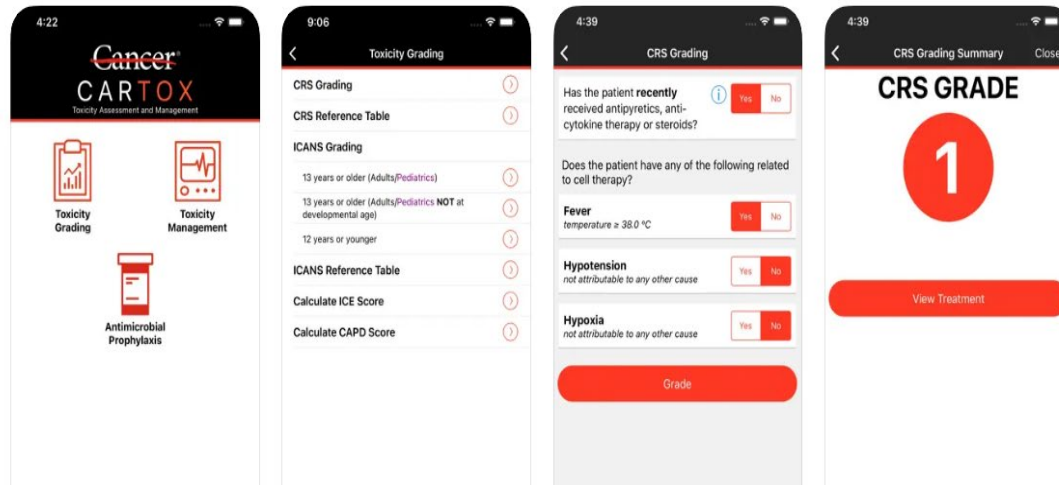 4:22
Cancer
CARTOX
Toxicity Assessment and Management
Toxicity
Grading
Toxicity
Management
Antimicrobial
Prophylaxis
9:06
Toxicity Grading
CRS Grading
CRS Reference Table
ICANS Grading
13 years or older (Adults/Pediatrics)
13 years or older (Adults/Pediatrics NOT at
developmental age)
12 years or younger
ICANS Reference Table
Calculate ICE Score
Calculate CAPD Score
4:39
CRS Grading
Has the patient recently
received antipyretics, anti-
cytokine therapy or steroids?
i
Yes No
Does the patient have any of the following related
to cell therapy?
Fever
temperature ≥ 38.0 °C
Yes No
Hypotension
not attributable to any other cause
Yes No
Hypoxia
not attributable to any other cause
Yes No
Grade
4:39
CRS Grading Summary Close
CRS GRADE
1
View Treatment